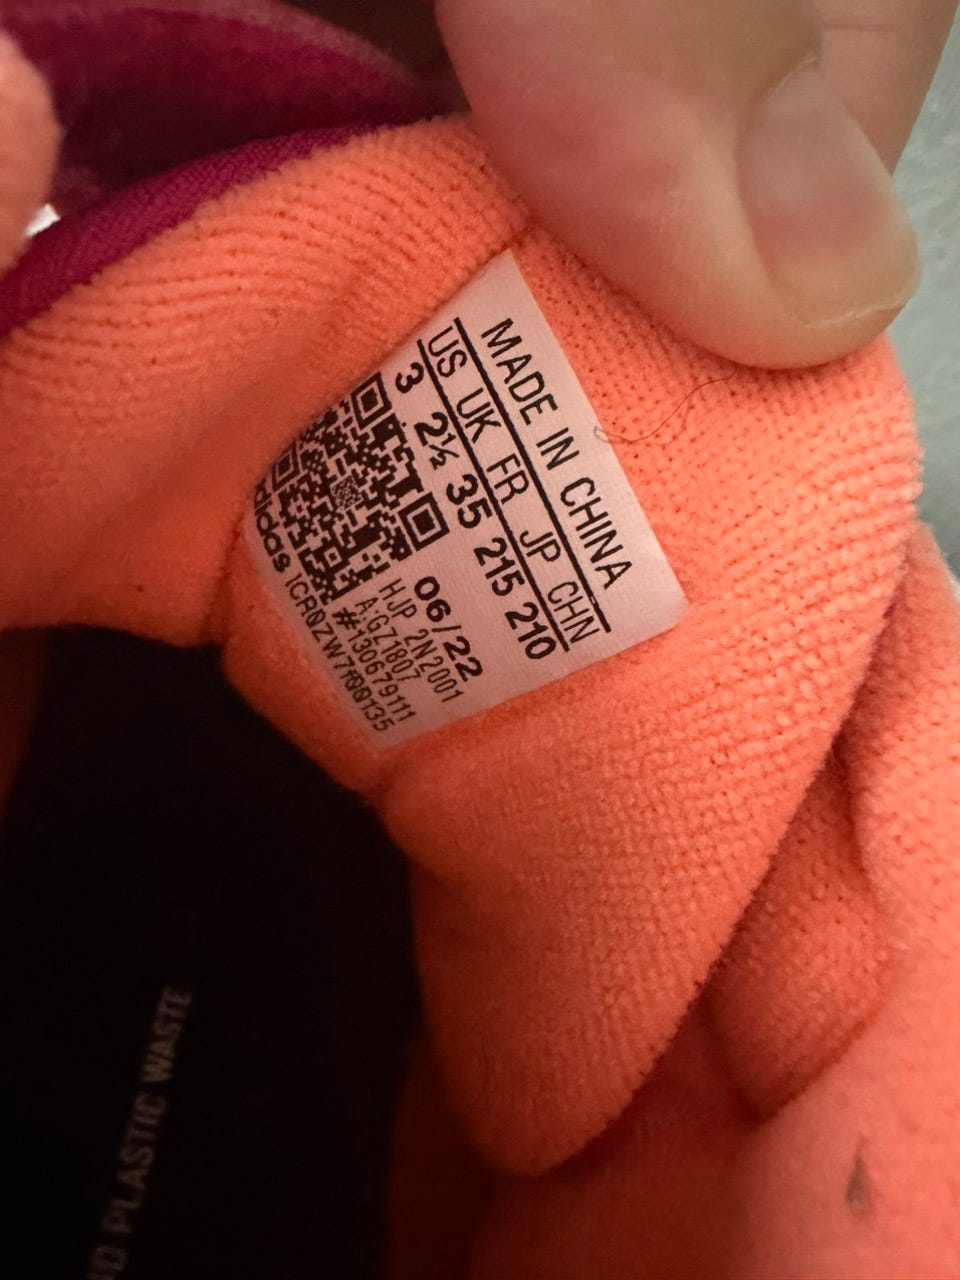 MADE IN CHINA
US UK FR JP CHN
3 2½ 35 215 210
06/22
HJP 2N2001
A:GZ1807
#:130679111
adidas ICR0ZW7f00135
PLASTIC WASTE